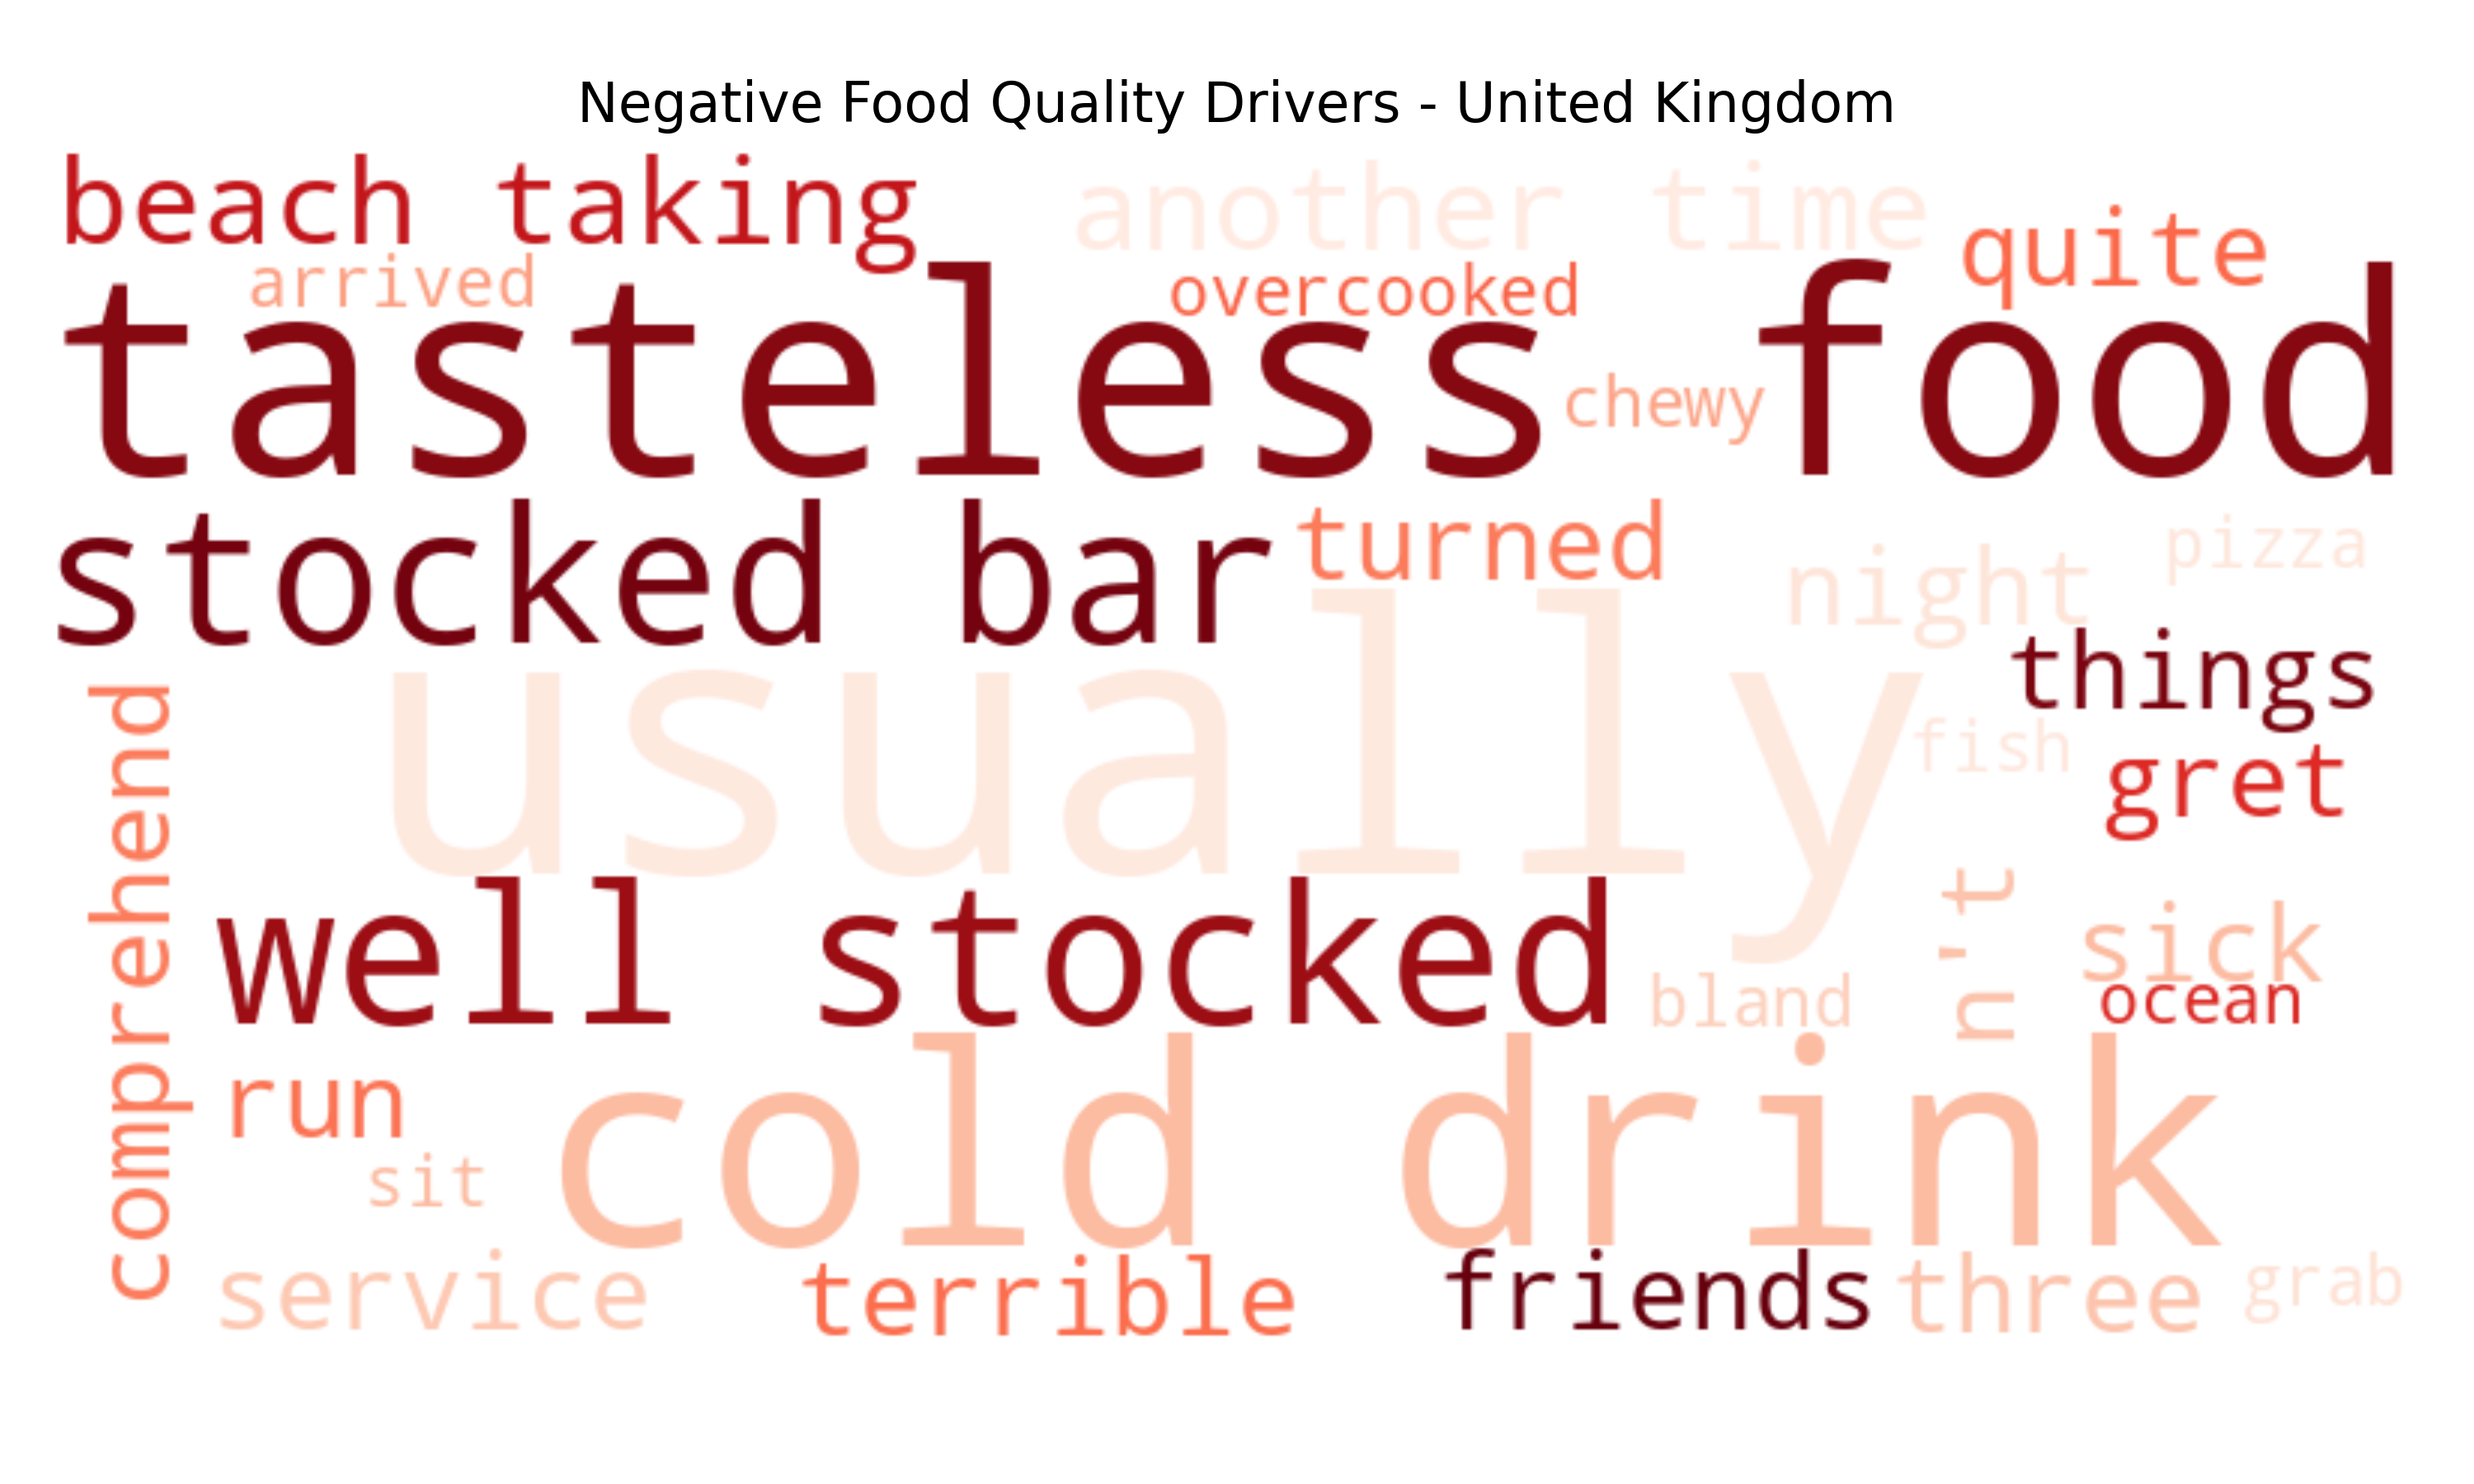 Negative Food Quality Drivers - United Kingdom
beach taking
another time
quite
arrived
overcooked
tasteless food
chewy
stocked bar
turned
pizza
night
things
usually
fish
gret
comprehend
well stocked
n't
sick
bland
ocean
run
cold drink
sit
service
terrible
friends
three
grab